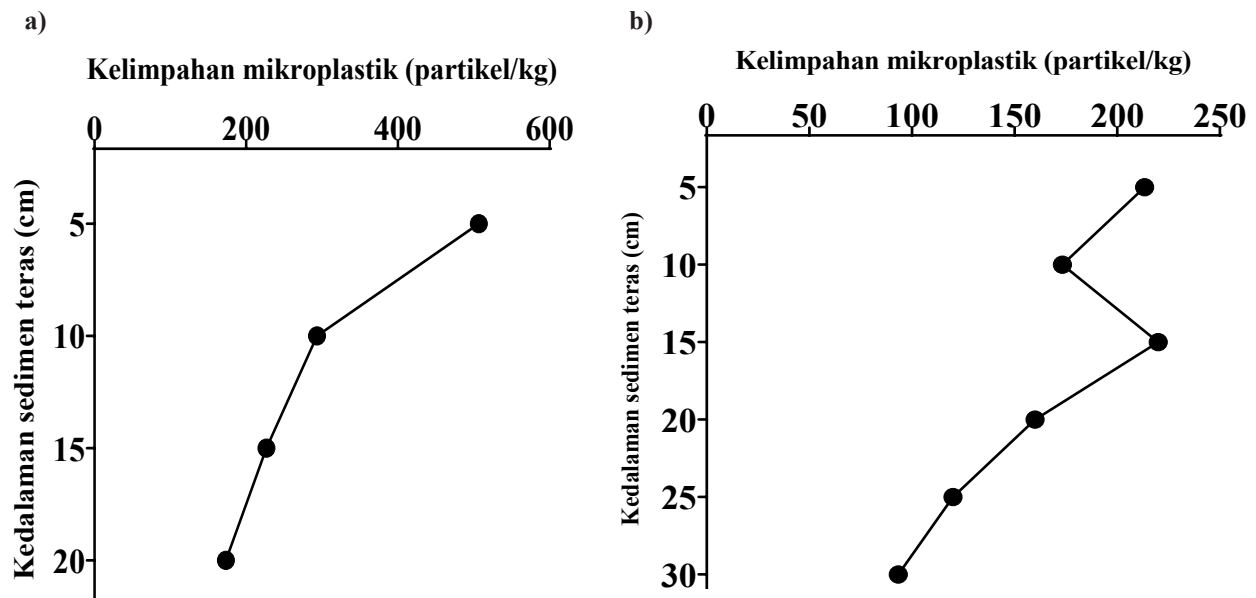 a)
Kelimpahan mikroplastik (partikel/kg)
0 200 400 600
Kedalaman sedimen teras (cm)
5
10
15
20
b)
Kelimpahan mikroplastik (partikel/kg)
0 50 100 150 200 250
Kedalaman sedimen teras (cm)
5
10
15
20
25
30